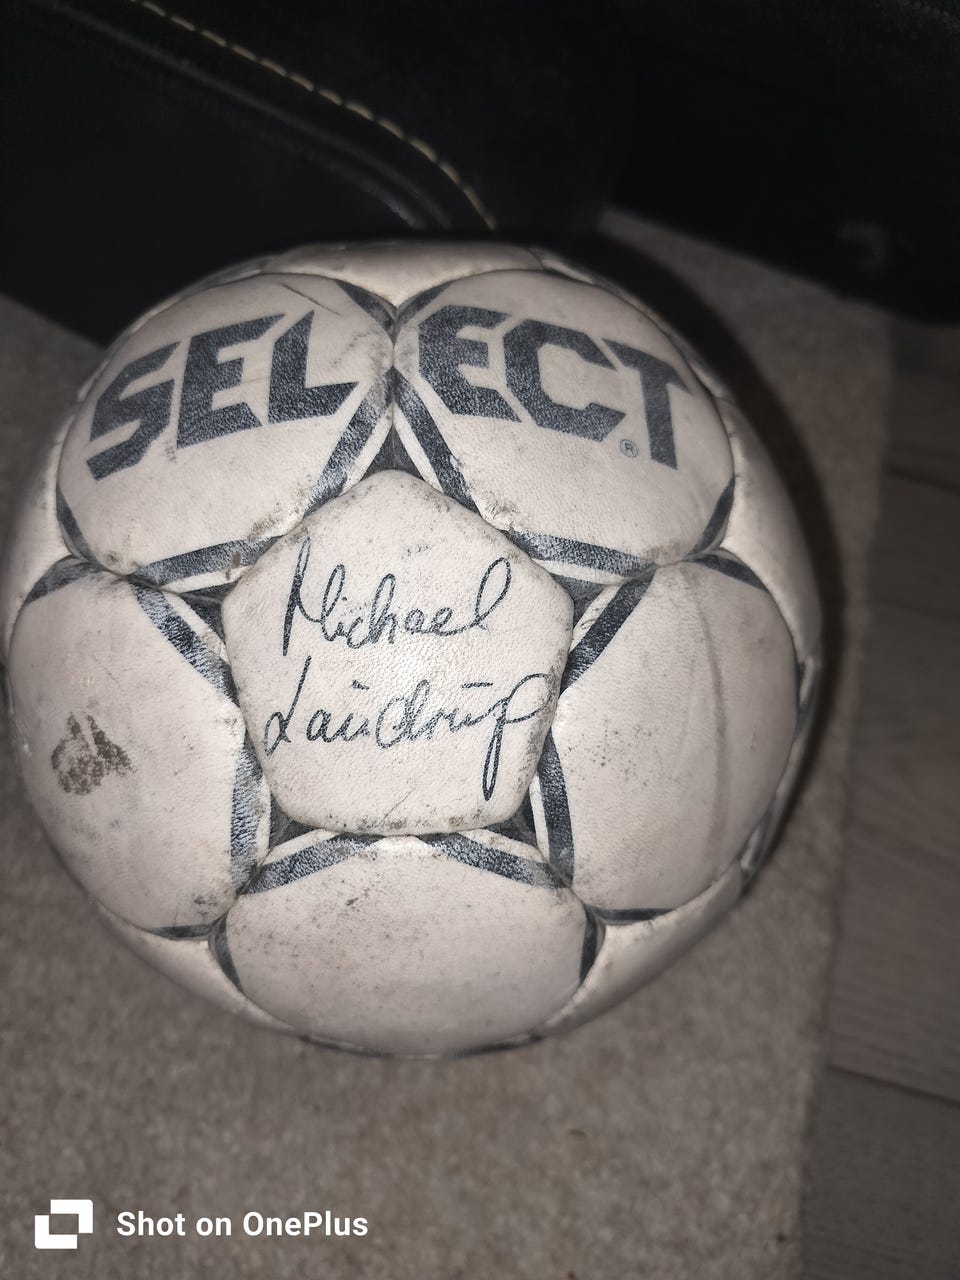 SELECT
®
Michael
Laudrup
Shot on OnePlus